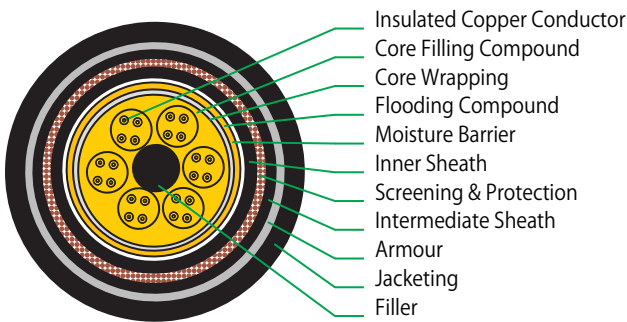 Insulated Copper Conductor
Core Filling Compound
Core Wrapping
Flooding Compound
Moisture Barrier
Inner Sheath
Screening & Protection
Intermediate Sheath
Armour
Jacketing
Filler